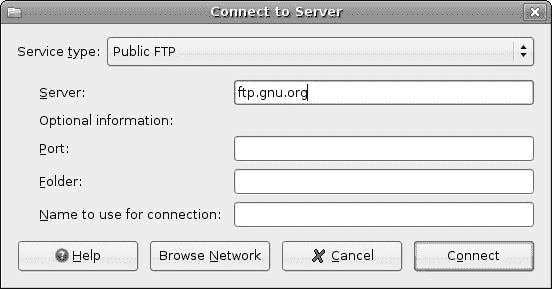 Connect to Server
Service type: Public FTP
Server: ftp.gnu.org
Optional information:
Port:
Folder:
Name to use for connection:
Help Browse Network Cancel Connect